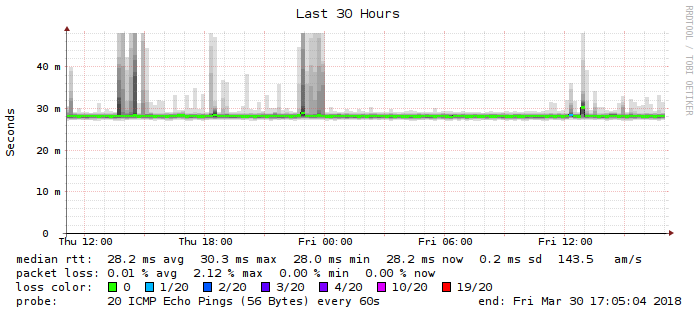 Last 30 Hours
RRDTOOL / TOBI OETIKER
Seconds
40 m
30 m
20 m
10 m
0
Thu 12:00 Thu 18:00 Fri 00:00 Fri 06:00 Fri 12:00
median rtt: 28.2 ms avg 30.3 ms max 28.0 ms min 28.2 ms now 0.2 ms sd 143.5 am/s
packet loss: 0.01 % avg 2.12 % max 0.00 % min 0.00 % now
loss color: 0 1/20 2/20 3/20 4/20 10/20 19/20
probe: 20 ICMP Echo Pings (56 Bytes) every 60s end: Fri Mar 30 17:05:04 2018